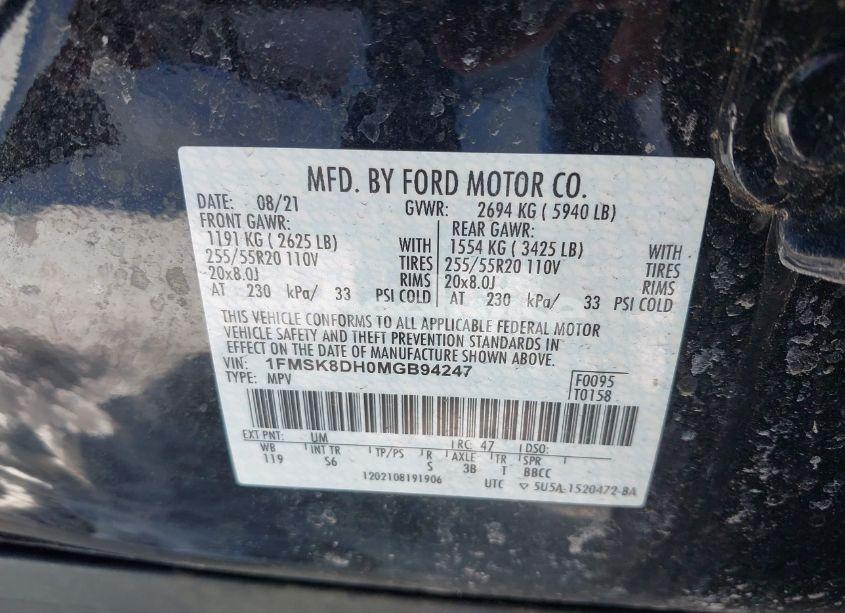 MFD. BY FORD MOTOR CO.
DATE: 08/21 GVWR: 2694 KG ( 5940 LB)
FRONT GAWR: REAR GAWR:
1191 KG ( 2625 LB) WITH 1554 KG ( 3425 LB) WITH
255/55R20 110V TIRES 255/55R20 110V TIRES
20x8.0J RIMS 20x8.0J RIMS
AT 230 kPa/ 33 PSI COLD AT 230 kPa/ 33 PSI COLD
THIS VEHICLE CONFORMS TO ALL APPLICABLE FEDERAL MOTOR
VEHICLE SAFETY AND THEFT PREVENTION STANDARDS IN
EFFECT ON THE DATE OF MANUFACTURE SHOWN ABOVE.
VIN: 1FMSK8DH0MGB94247
TYPE: MPV F0095
T0158
EXT PNT: UM RC: 47 DSO:
WB INT TR TP/PS R AXLE TR SPR
119 S6 S 3B T BBCC
1202108191906 UTC ▽ 5U5A-1520472-BA